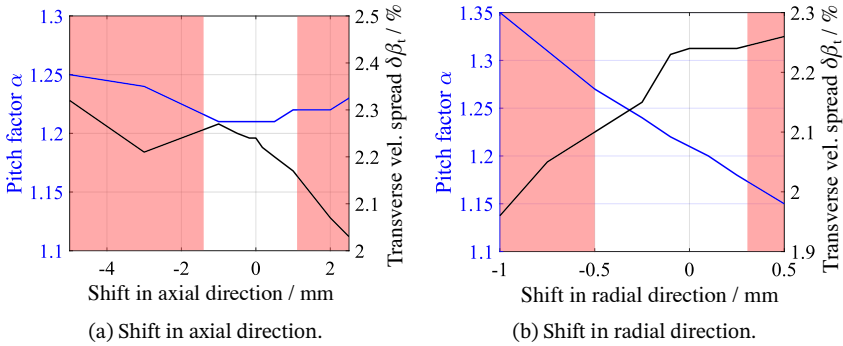 1.3
1.25
1.2
1.15
1.1
Pitch factor α
2.5
2.4
2.3
2.2
2.1
2
Transverse vel. spread δβt / %
-4 -2 0 2
Shift in axial direction / mm
(a) Shift in axial direction.
1.35
1.3
1.25
1.2
1.15
1.1
Pitch factor α
2.3
2.2
2.1
2
1.9
Transverse vel. spread δβt / %
-1 -0.5 0 0.5
Shift in radial direction / mm
(b) Shift in radial direction.